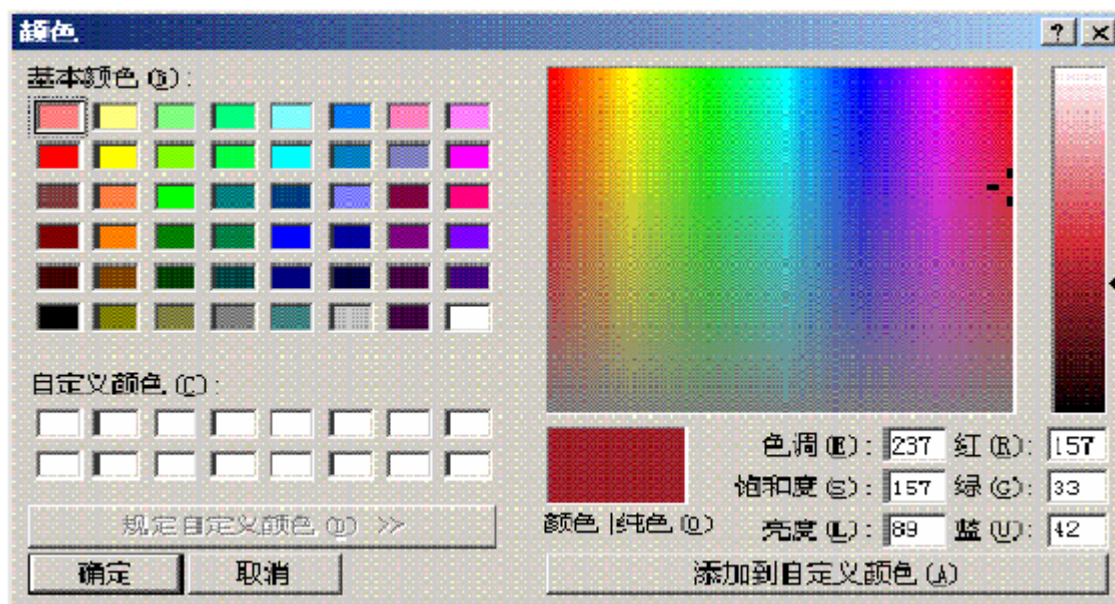 颜色
基本颜色(B):
自定义颜色(C):
规定自定义颜色(D) >>
确定 取消
颜色|纯色(O)
色调(E): 237 红(R): 157
饱和度(S): 157 绿(G): 33
亮度(L): 89 蓝(U): 42
添加到自定义颜色(A)